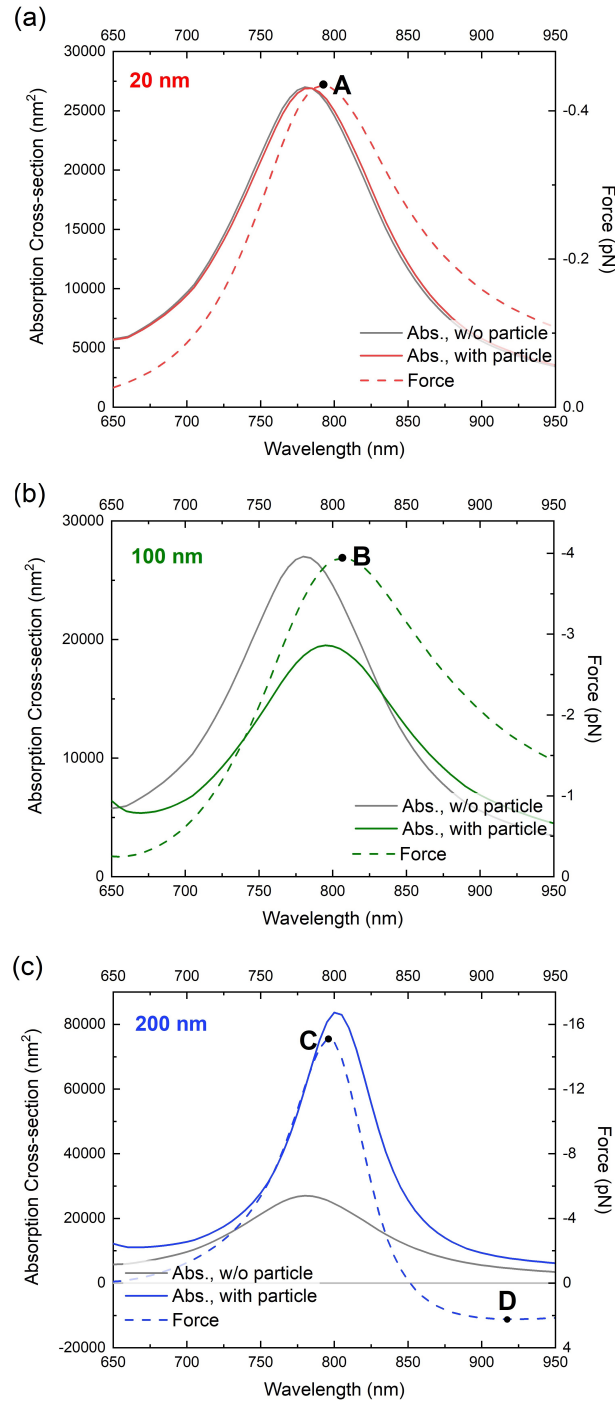 (a)
650 700 750 800 850 900 950
30000
25000
20000
15000
10000
5000
0
Absorption Cross-section (nm²)
20 nm
A
-0.4
-0.2
0.0
Force (pN)
Abs., w/o particle
Abs., with particle
Force
650 700 750 800 850 900 950
Wavelength (nm)
(b)
650 700 750 800 850 900 950
30000
20000
10000
0
Absorption Cross-section (nm²)
100 nm
B
-4
-3
-2
-1
0
Force (pN)
Abs., w/o particle
Abs., with particle
Force
650 700 750 800 850 900 950
Wavelength (nm)
(c)
650 700 750 800 850 900 950
80000
60000
40000
20000
0
-20000
Absorption Cross-section (nm²)
200 nm
C
D
-16
-12
-8
-4
0
4
Force (pN)
Abs., w/o particle
Abs., with particle
Force
650 700 750 800 850 900 950
Wavelength (nm)